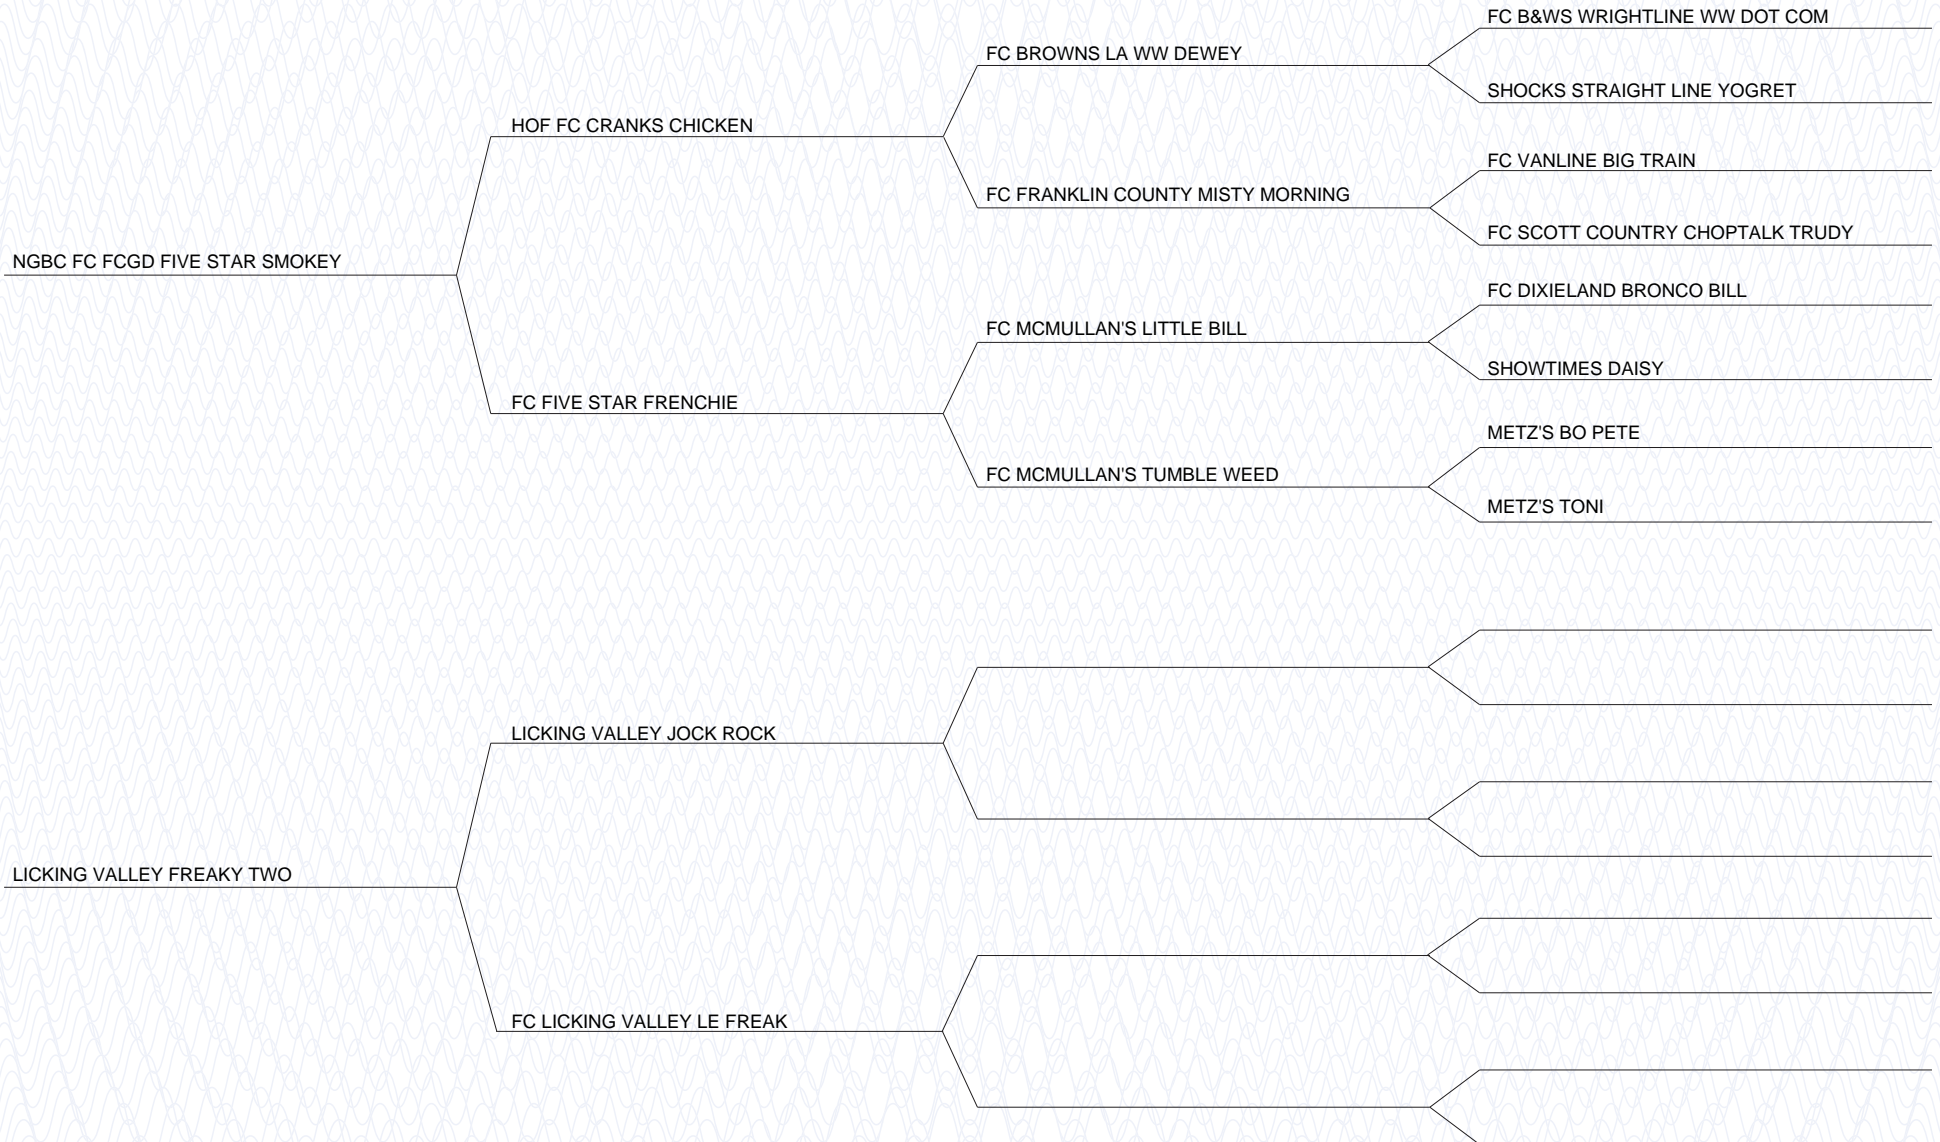 FC B&WS WRIGHTLINE WW DOT COM
FC BROWNS LA WW DEWEY
SHOCKS STRAIGHT LINE YOGRET
HOF FC CRANKS CHICKEN
FC VANLINE BIG TRAIN
FC FRANKLIN COUNTY MISTY MORNING
FC SCOTT COUNTRY CHOPTALK TRUDY
NGBC FC FCGD FIVE STAR SMOKEY
FC DIXIELAND BRONCO BILL
FC MCMULLAN'S LITTLE BILL
SHOWTIMES DAISY
FC FIVE STAR FRENCHIE
METZ'S BO PETE
FC MCMULLAN'S TUMBLE WEED
METZ'S TONI
LICKING VALLEY JOCK ROCK
LICKING VALLEY FREAKY TWO
FC LICKING VALLEY LE FREAK